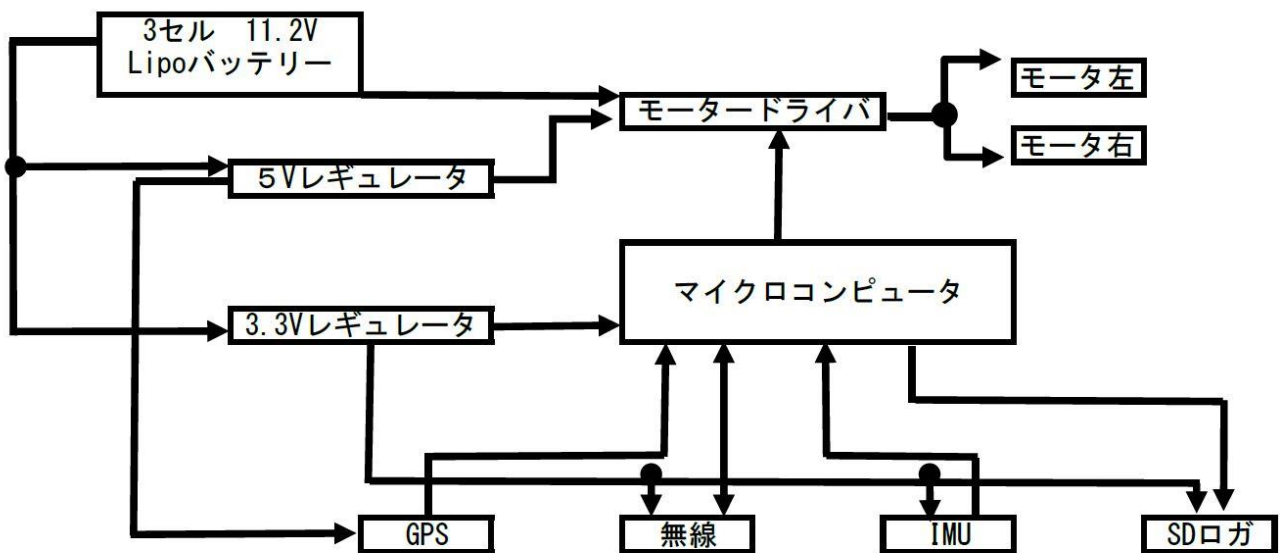 3セル　11.2V
Lipoバッテリー
モータ左
モータードライバ
モータ右
５Vレギュレータ
マイクロコンピュータ
3.3Vレギュレータ
GPS
無線
IMU
SDロガ